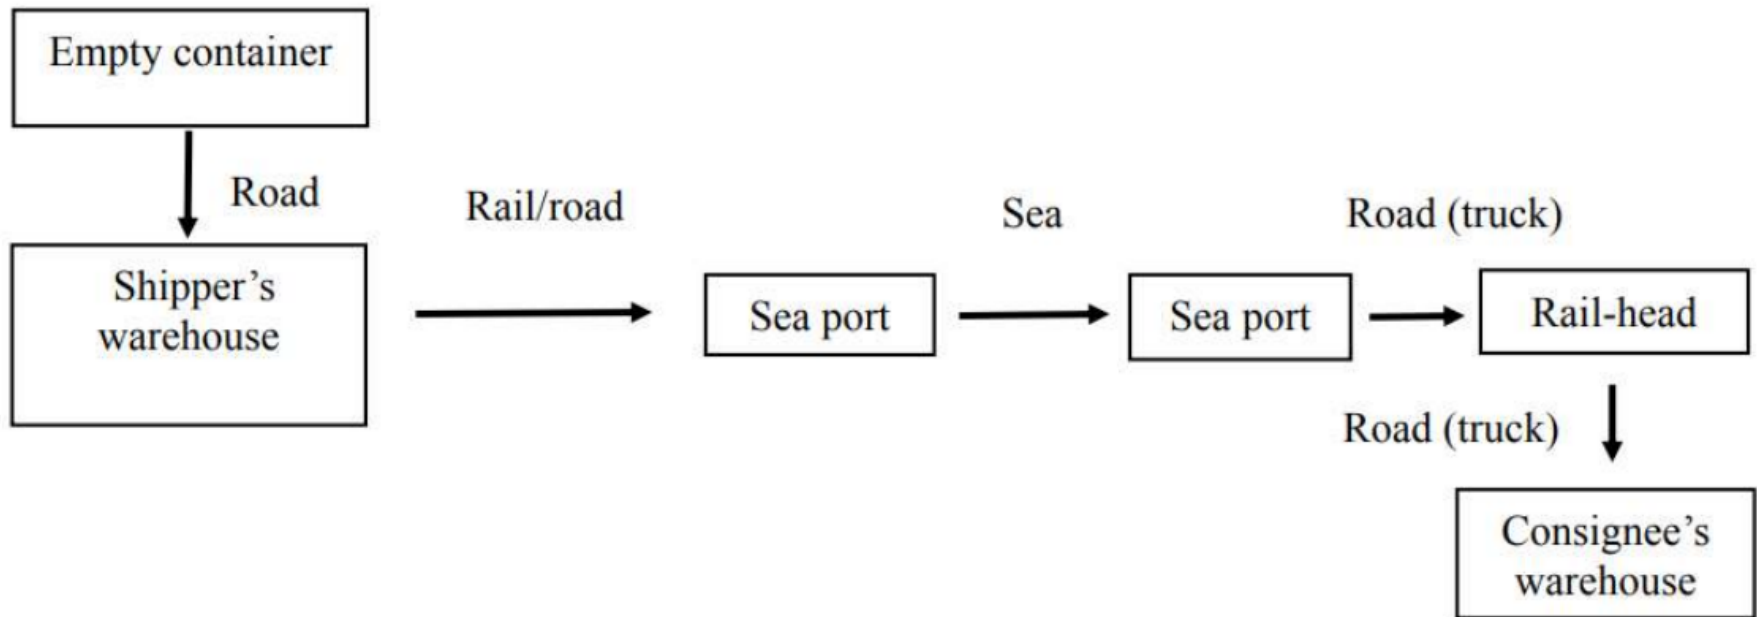 Empty container
Road
Rail/road
Sea
Road (truck)
Shipper’s
warehouse
Sea port
Sea port
Rail-head
Road (truck)
Consignee’s
warehouse